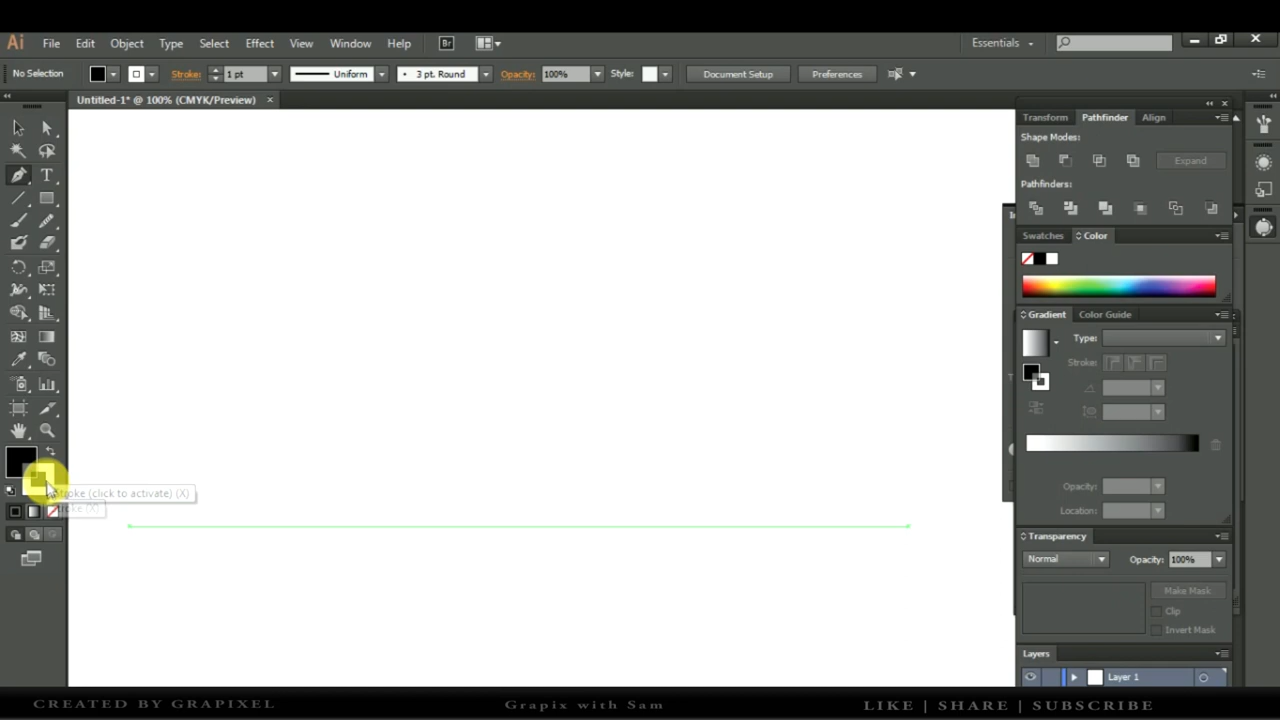 Ai File Edit Object Type Select Effect View Window Help Br Essentials
No Selection Stroke: 1 pt Uniform 3 pt. Round Opacity: 100% Style: Document Setup Preferences
Untitled-1* @ 100% (CMYK/Preview) ×
Transform Pathfinder Align
Shape Modes:
Expand
Pathfinders:
Swatches Color
Gradient Color Guide
Type:
Stroke:
Opacity:
Location:
Stroke (click to activate) (X)
Stroke (X)
Transparency
Normal Opacity: 100%
Make Mask
Clip
Invert Mask
Layers
Layer 1
CREATED BY GRAPIXEL Grapix with Sam LIKE | SHARE | SUBSCRIBE